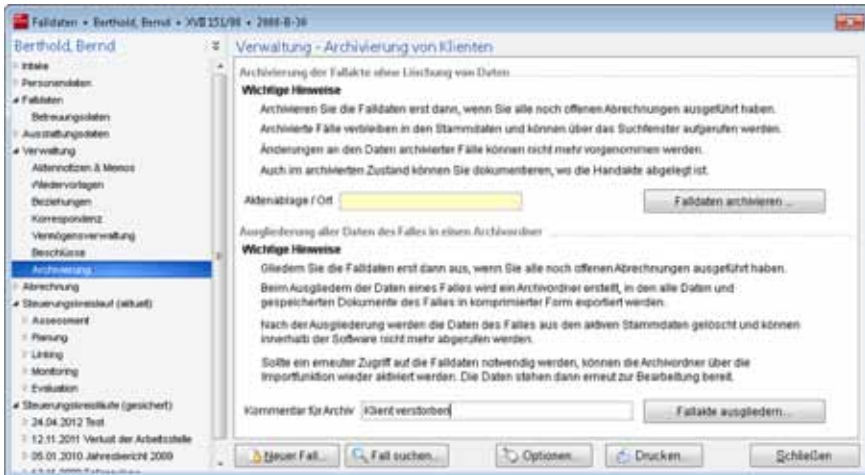 Falldaten • Berthold, Bernd • XVII 151/98 • 2008-B-30
Berthold, Bernd
Verwaltung - Archivierung von Klienten
Intake
Personendaten
Falldaten
Betreuungsdaten
Ausstattungsdaten
Verwaltung
Aktennotizen & Memos
Wiedervorlagen
Beziehungen
Korrespondenz
Vermögensverwaltung
Beschlüsse
Archivierung
Abrechnung
Steuerungskreislauf (aktuell)
Assessment
Planung
Linking
Monitoring
Evaluation
Steuerungskreisläufe (gesichert)
24.04.2012 Test
12.11.2011 Verlust der Arbeitsstelle
05.01.2010 Jahresbericht 2009
Archivierung der Fallakte ohne Löschung von Daten
Wichtige Hinweise
Archivieren Sie die Falldaten erst dann, wenn Sie alle noch offenen Abrechnungen ausgeführt haben.
Archivierte Fälle verbleiben in den Stammdaten und können über das Suchfenster aufgerufen werden.
Änderungen an den Daten archivierter Fälle können nicht mehr vorgenommen werden.
Auch im archivierten Zustand können Sie dokumentieren, wo die Handakte abgelegt ist.
Aktenablage / Ort
Falldaten archivieren ...
Ausgliederung aller Daten des Falles in einen Archivordner
Wichtige Hinweise
Gliedern Sie die Falldaten erst dann aus, wenn Sie alle noch offenen Abrechnungen ausgeführt haben.
Beim Ausgliedern der Daten eines Falles wird ein Archivordner erstellt, in den alle Daten und
gespeicherten Dokumente des Falles in komprimierter Form exportiert werden.
Nach der Ausgliederung werden die Daten des Falles aus den aktiven Stammdaten gelöscht und können
innerhalb der Software nicht mehr abgerufen werden.
Sollte ein erneuter Zugriff auf die Falldaten notwendig werden, können die Archivordner über die
Importfunktion wieder aktiviert werden. Die Daten stehen dann erneut zur Bearbeitung bereit.
Kommentar für Archiv
Klient verstorben
Fallakte ausgliedern...
Neuer Fall...
Fall suchen...
Optionen...
Drucken...
Schließen